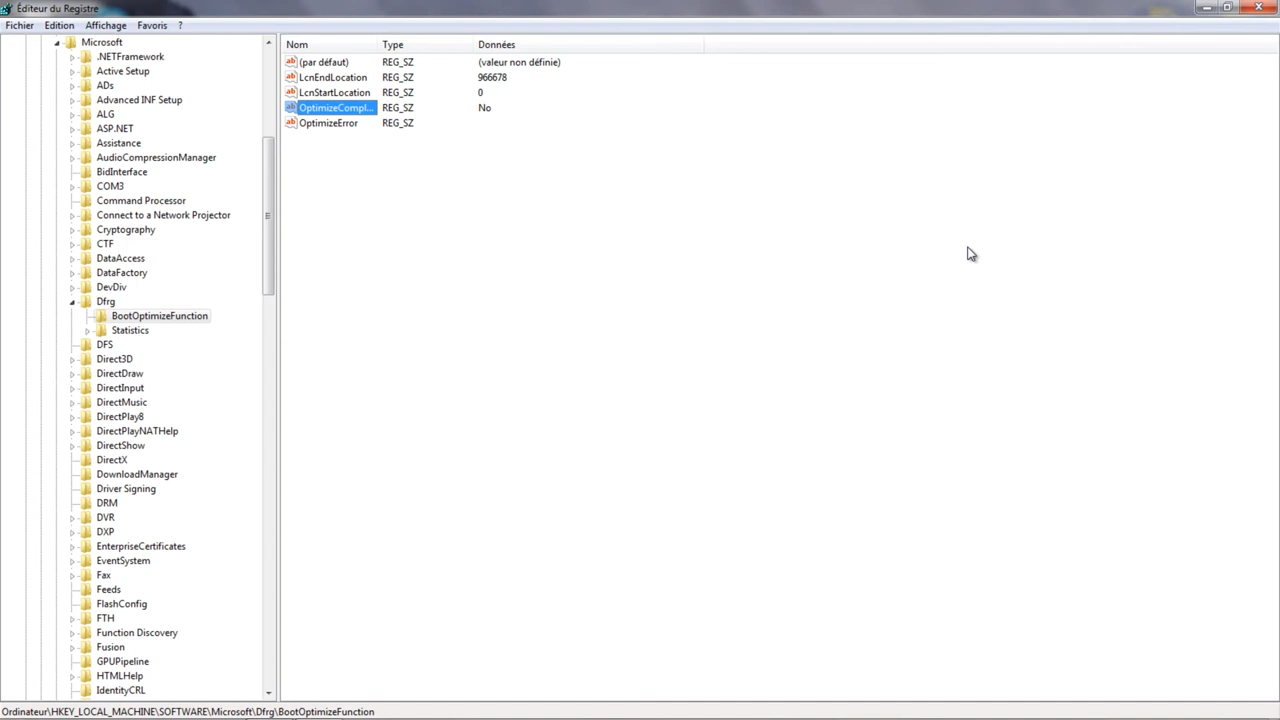 Éditeur du Registre
Fichier Edition Affichage Favoris ?
Microsoft
.NETFramework
Active Setup
ADs
Advanced INF Setup
ALG
ASP.NET
Assistance
AudioCompressionManager
BidInterface
COM3
Command Processor
Connect to a Network Projector
Cryptography
CTF
DataAccess
DataFactory
DevDiv
Dfrg
BootOptimizeFunction
Statistics
DFS
Direct3D
DirectDraw
DirectInput
DirectMusic
DirectPlay8
DirectPlayNATHelp
DirectShow
DirectX
DownloadManager
Driver Signing
DRM
DVR
DXP
EnterpriseCertificates
EventSystem
Fax
Feeds
FlashConfig
FTH
Function Discovery
Fusion
GPUPipeline
HTMLHelp
IdentityCRL
Nom Type Données
(par défaut) REG_SZ (valeur non définie)
LcnEndLocation REG_SZ 966678
LcnStartLocation REG_SZ 0
OptimizeCompl... REG_SZ No
OptimizeError REG_SZ
Ordinateur\HKEY_LOCAL_MACHINE\SOFTWARE\Microsoft\Dfrg\BootOptimizeFunction